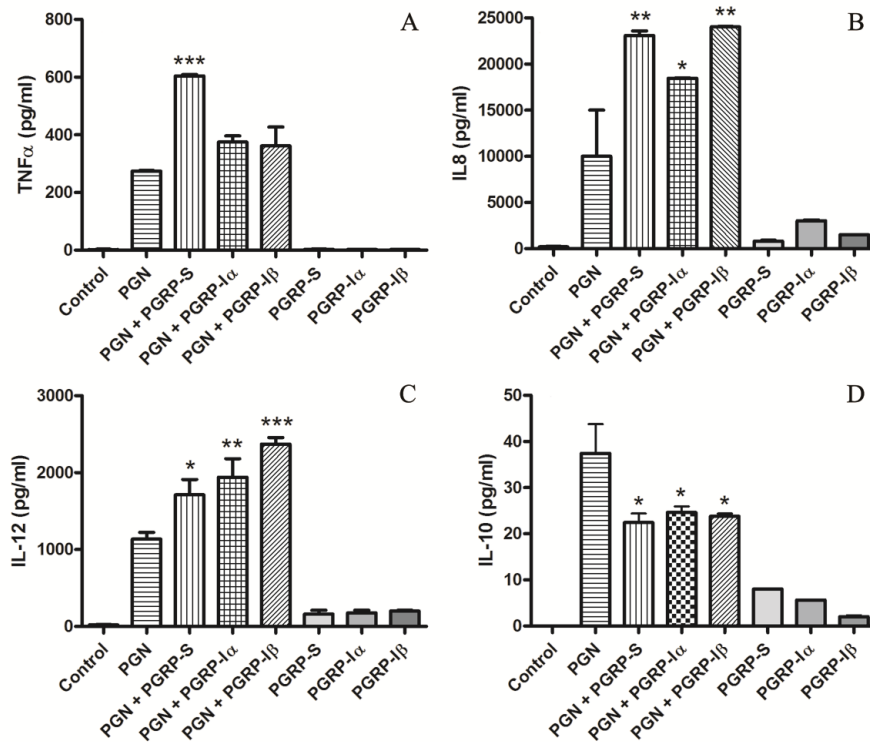 A
TNFα (pg/ml)
800
600
400
200
0
***
Control
PGN
PGN + PGRP-S
PGN + PGRP-Iα
PGN + PGRP-Iβ
PGRP-S
PGRP-Iα
PGRP-Iβ
B
IL8 (pg/ml)
25000
20000
15000
10000
5000
0
**
*
**
Control
PGN
PGN + PGRP-S
PGN + PGRP-Iα
PGN + PGRP-Iβ
PGRP-S
PGRP-Iα
PGRP-Iβ
C
IL-12 (pg/ml)
3000
2000
1000
0
*
**
***
Control
PGN
PGN + PGRP-S
PGN + PGRP-Iα
PGN + PGRP-Iβ
PGRP-S
PGRP-Iα
PGRP-Iβ
D
IL-10 (pg/ml)
50
40
30
20
10
0
*
*
*
Control
PGN
PGN + PGRP-S
PGN + PGRP-Iα
PGN + PGRP-Iβ
PGRP-S
PGRP-Iα
PGRP-Iβ